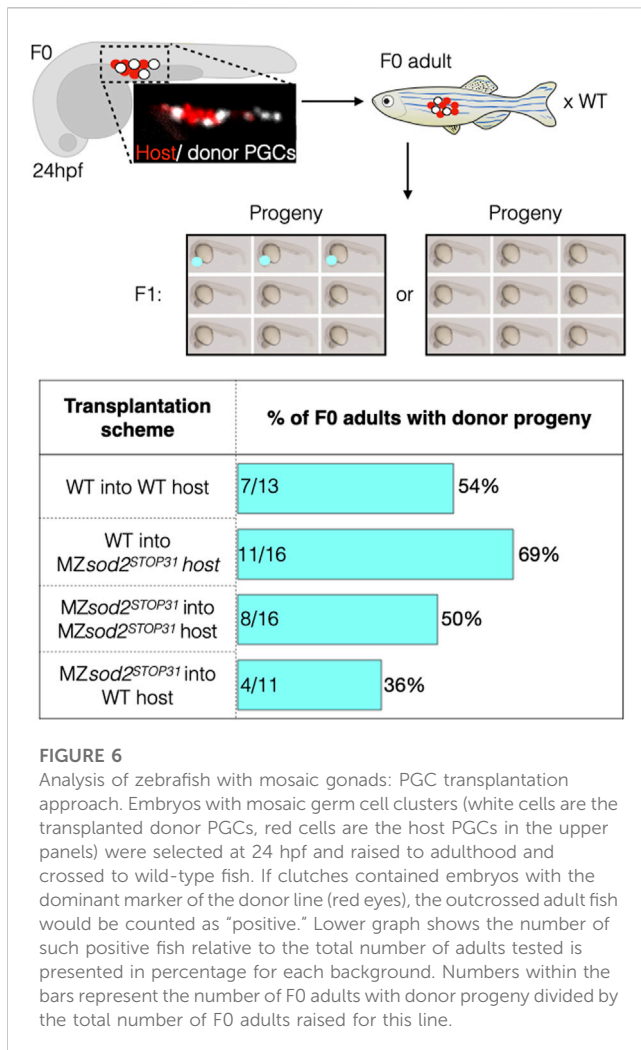 F0
24hpf
Host/ donor PGCs
F0 adult
x WT
Progeny
Progeny
F1:
or
Transplantation scheme
% of F0 adults with donor progeny
WT into WT host
7/13
54%
WT into
MZsod2STOP31 host
11/16
69%
MZsod2STOP31 into
MZsod2STOP31 host
8/16
50%
MZsod2STOP31 into
WT host
4/11
36%
FIGURE 6
Analysis of zebrafish with mosaic gonads: PGC transplantation
approach. Embryos with mosaic germ cell clusters (white cells are the
transplanted donor PGCs, red cells are the host PGCs in the upper
panels) were selected at 24 hpf and raised to adulthood and
crossed to wild-type fish. If clutches contained embryos with the
dominant marker of the donor line (red eyes), the outcrossed adult fish
would be counted as "positive." Lower graph shows the number of
such positive fish relative to the total number of adults tested is
presented in percentage for each background. Numbers within the
bars represent the number of F0 adults with donor progeny divided by
the total number of F0 adults raised for this line.